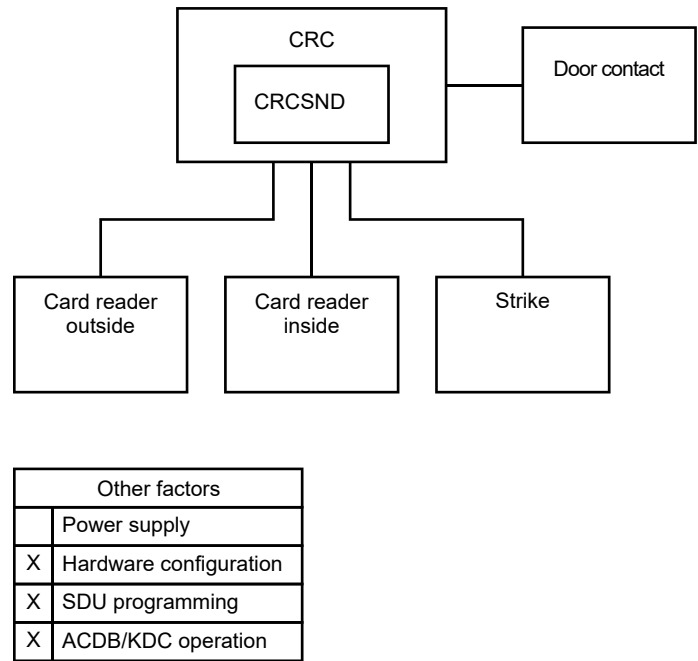 CRC
CRCSND
Door contact
Card reader
outside
Card reader
inside
Strike
Other factors
Power supply
X Hardware configuration
X SDU programming
X ACDB/KDC operation